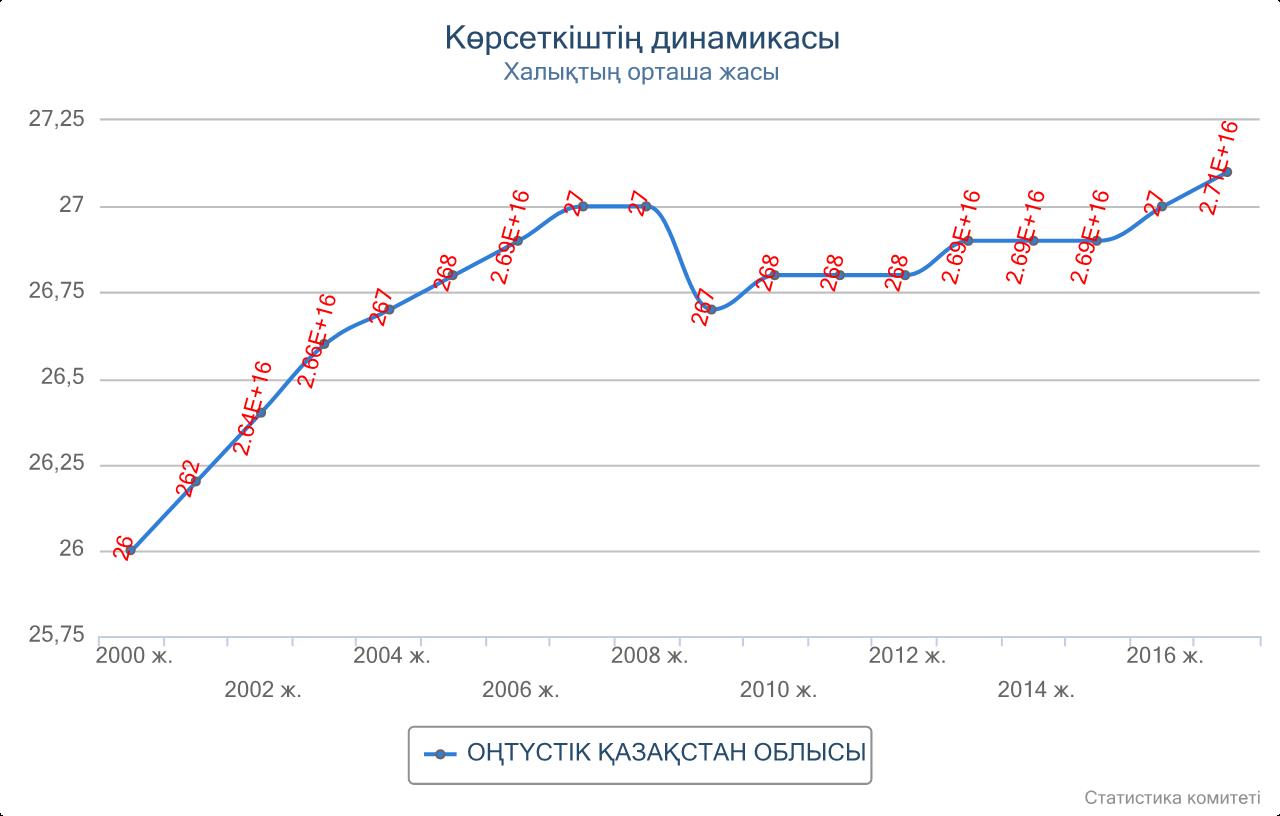 Көрсеткіштің динамикасы
Халықтың орташа жасы
27,25
27
26,75
26,5
26,25
26
25,75
26
262
2.64E+16
2.66E+16
267
268
2.69E+16
27
27
267
268
268
268
2.69E+16
2.69E+16
2.69E+16
27
2.71E+16
2000 ж.
2004 ж.
2008 ж.
2012 ж.
2016 ж.
2002 ж.
2006 ж.
2010 ж.
2014 ж.
ОҢТҮСТІК ҚАЗАҚСТАН ОБЛЫСЫ
Статистика комитеті